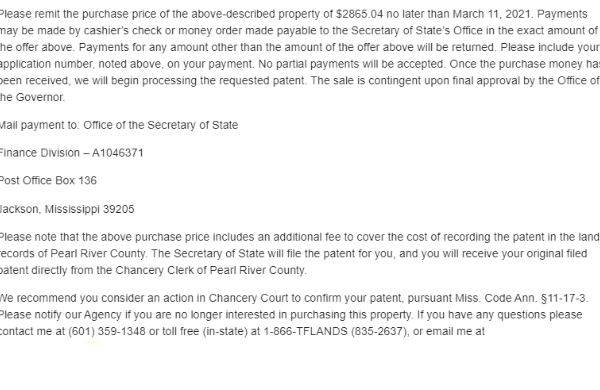 Please remit the purchase price of the above-described property of $2865.04 no later than March 11, 2021. Payments
may be made by cashier's check or money order made payable to the Secretary of State's Office in the exact amount of
the offer above. Payments for any amount other than the amount of the offer above will be returned. Please include your
application number, noted above, on your payment. No partial payments will be accepted. Once the purchase money has
been received, we will begin processing the requested patent. The sale is contingent upon final approval by the Office of
the Governor.
Mail payment to: Office of the Secretary of State
Finance Division – A1046371
Post Office Box 136
Jackson, Mississippi 39205
Please note that the above purchase price includes an additional fee to cover the cost of recording the patent in the land
records of Pearl River County. The Secretary of State will file the patent for you, and you will receive your original filed
patent directly from the Chancery Clerk of Pearl River County.
We recommend you consider an action in Chancery Court to confirm your patent, pursuant Miss. Code Ann. §11-17-3.
Please notify our Agency if you are no longer interested in purchasing this property. If you have any questions please
contact me at (601) 359-1348 or toll free (in-state) at 1-866-TFLANDS (835-2637), or email me at